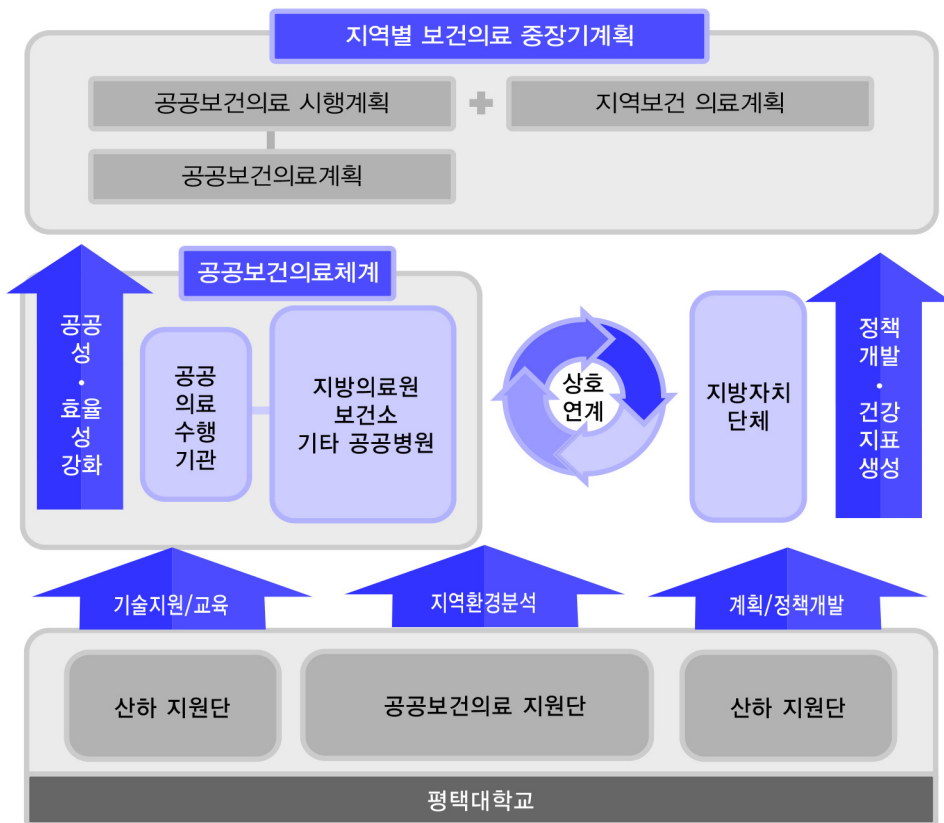 지역별 보건의료 중장기계획
공공보건의료 시행계획
지역보건 의료계획
공공보건의료계획
공공보건의료체계
공공
성
·
효율
성
강화
공공
의료
수행
기관
지방의료원
보건소
기타 공공병원
상호
연계
지방자치
단체
정책
개발
·
건강
지표
생성
기술지원/교육
지역환경분석
계획/정책개발
산하 지원단
공공보건의료 지원단
산하 지원단
평택대학교